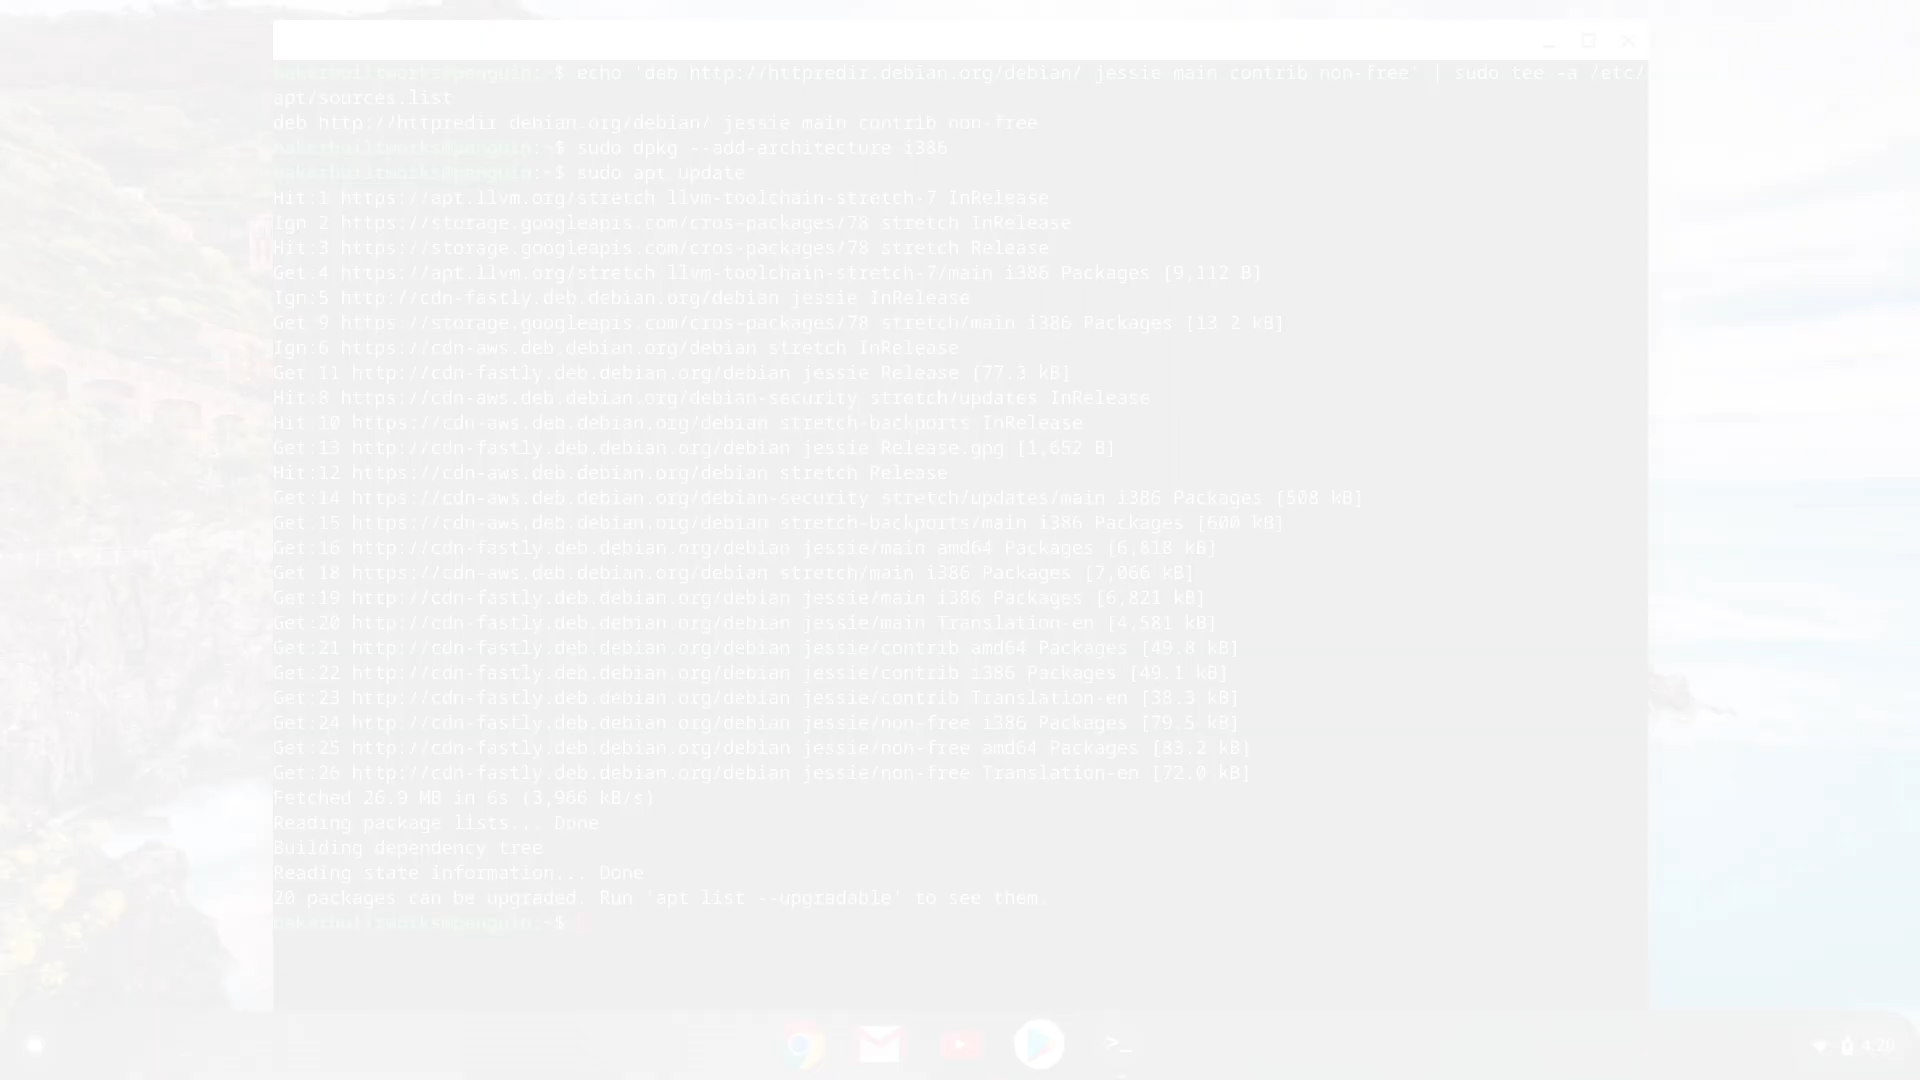 bakerbuiltworks@penguin:~$ echo 'deb http://httpredir.debian.org/debian/ jessie main contrib non-free' | sudo tee -a /etc/
apt/sources.list
deb http://httpredir.debian.org/debian/ jessie main contrib non-free
bakerbuiltworks@penguin:~$ sudo dpkg --add-architecture i386
bakerbuiltworks@penguin:~$ sudo apt update
Hit:1 https://apt.llvm.org/stretch llvm-toolchain-stretch-7 InRelease
Ign:2 https://storage.googleapis.com/cros-packages/78 stretch InRelease
Hit:3 https://storage.googleapis.com/cros-packages/78 stretch Release
Get:4 https://apt.llvm.org/stretch llvm-toolchain-stretch-7/main i386 Packages [9,112 B]
Ign:5 http://cdn-fastly.deb.debian.org/debian jessie InRelease
Get:9 https://storage.googleapis.com/cros-packages/78 stretch/main i386 Packages [13.2 kB]
Ign:6 https://cdn-aws.deb.debian.org/debian stretch InRelease
Get:11 http://cdn-fastly.deb.debian.org/debian jessie Release [77.3 kB]
Hit:8 https://cdn-aws.deb.debian.org/debian-security stretch/updates InRelease
Hit:10 https://cdn-aws.deb.debian.org/debian stretch-backports InRelease
Get:13 http://cdn-fastly.deb.debian.org/debian jessie Release.gpg [1,652 B]
Hit:12 https://cdn-aws.deb.debian.org/debian stretch Release
Get:14 https://cdn-aws.deb.debian.org/debian-security stretch/updates/main i386 Packages [508 kB]
Get:15 https://cdn-aws.deb.debian.org/debian stretch-backports/main i386 Packages [600 kB]
Get:16 http://cdn-fastly.deb.debian.org/debian jessie/main amd64 Packages [6,818 kB]
Get:18 https://cdn-aws.deb.debian.org/debian stretch/main i386 Packages [7,066 kB]
Get:19 http://cdn-fastly.deb.debian.org/debian jessie/main i386 Packages [6,821 kB]
Get:20 http://cdn-fastly.deb.debian.org/debian jessie/main Translation-en [4,581 kB]
Get:21 http://cdn-fastly.deb.debian.org/debian jessie/contrib amd64 Packages [49.8 kB]
Get:22 http://cdn-fastly.deb.debian.org/debian jessie/contrib i386 Packages [49.1 kB]
Get:23 http://cdn-fastly.deb.debian.org/debian jessie/contrib Translation-en [38.3 kB]
Get:24 http://cdn-fastly.deb.debian.org/debian jessie/non-free i386 Packages [79.5 kB]
Get:25 http://cdn-fastly.deb.debian.org/debian jessie/non-free amd64 Packages [83.2 kB]
Get:26 http://cdn-fastly.deb.debian.org/debian jessie/non-free Translation-en [72.0 kB]
Fetched 26.9 MB in 6s (3,966 kB/s)
Reading package lists... Done
Building dependency tree
Reading state information... Done
20 packages can be upgraded. Run 'apt list --upgradable' to see them.
bakerbuiltworks@penguin:~$
4:20